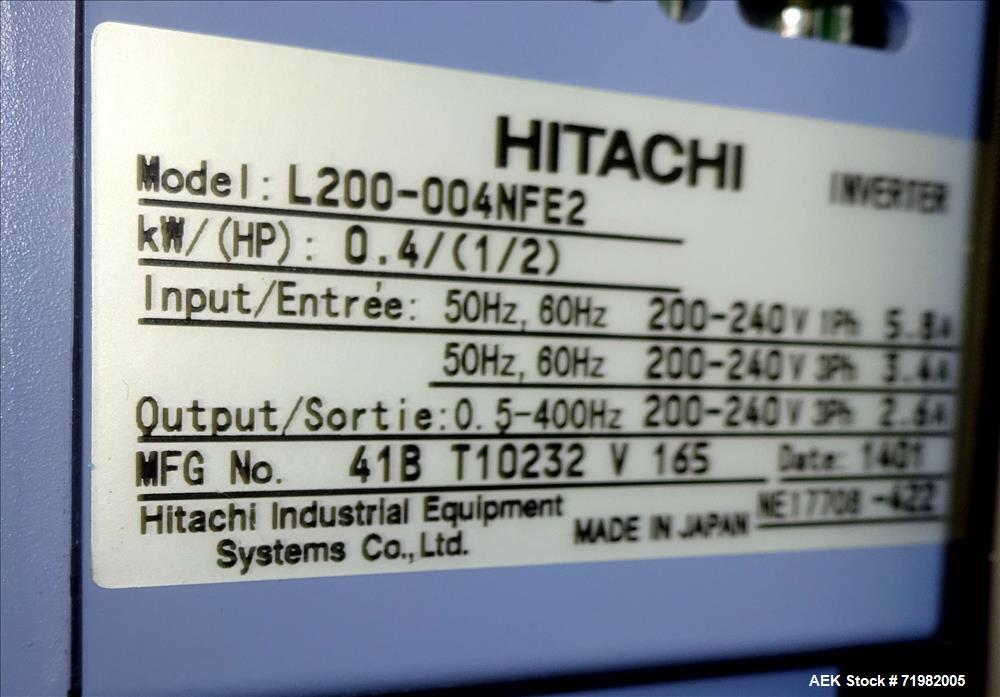 HITACHI
INVERTER
Model: L200-004NFE2
kW/(HP): 0.4/(1/2)
Input/Entrée: 50Hz, 60Hz 200-240V 1Ph 5.8A
50Hz, 60Hz 200-240V 3Ph 3.4A
Output/Sortie: 0.5-400Hz 200-240V 3Ph 2.6A
MFG No. 41B T10232 V 165 Date: 1401
Hitachi Industrial Equipment
Systems Co., Ltd.
MADE IN JAPAN
NE17708-422
AEK Stock # 71982005